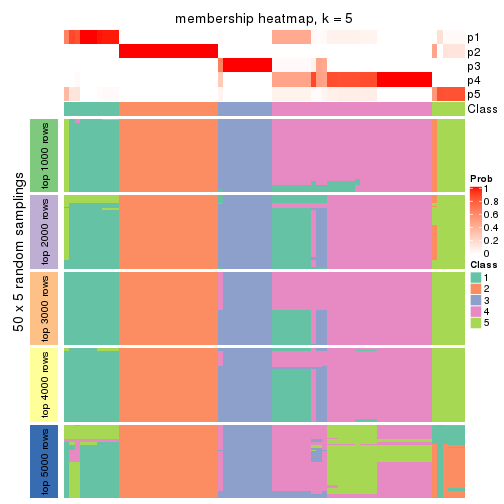 membership heatmap, k = 5
p1
p2
p3
p4
p5
Class
50 x 5 random samplings
top 1000 rows
top 2000 rows
top 3000 rows
top 4000 rows
top 5000 rows
Prob
1
0.8
0.6
0.4
0.2
0
Class
1
2
3
4
5